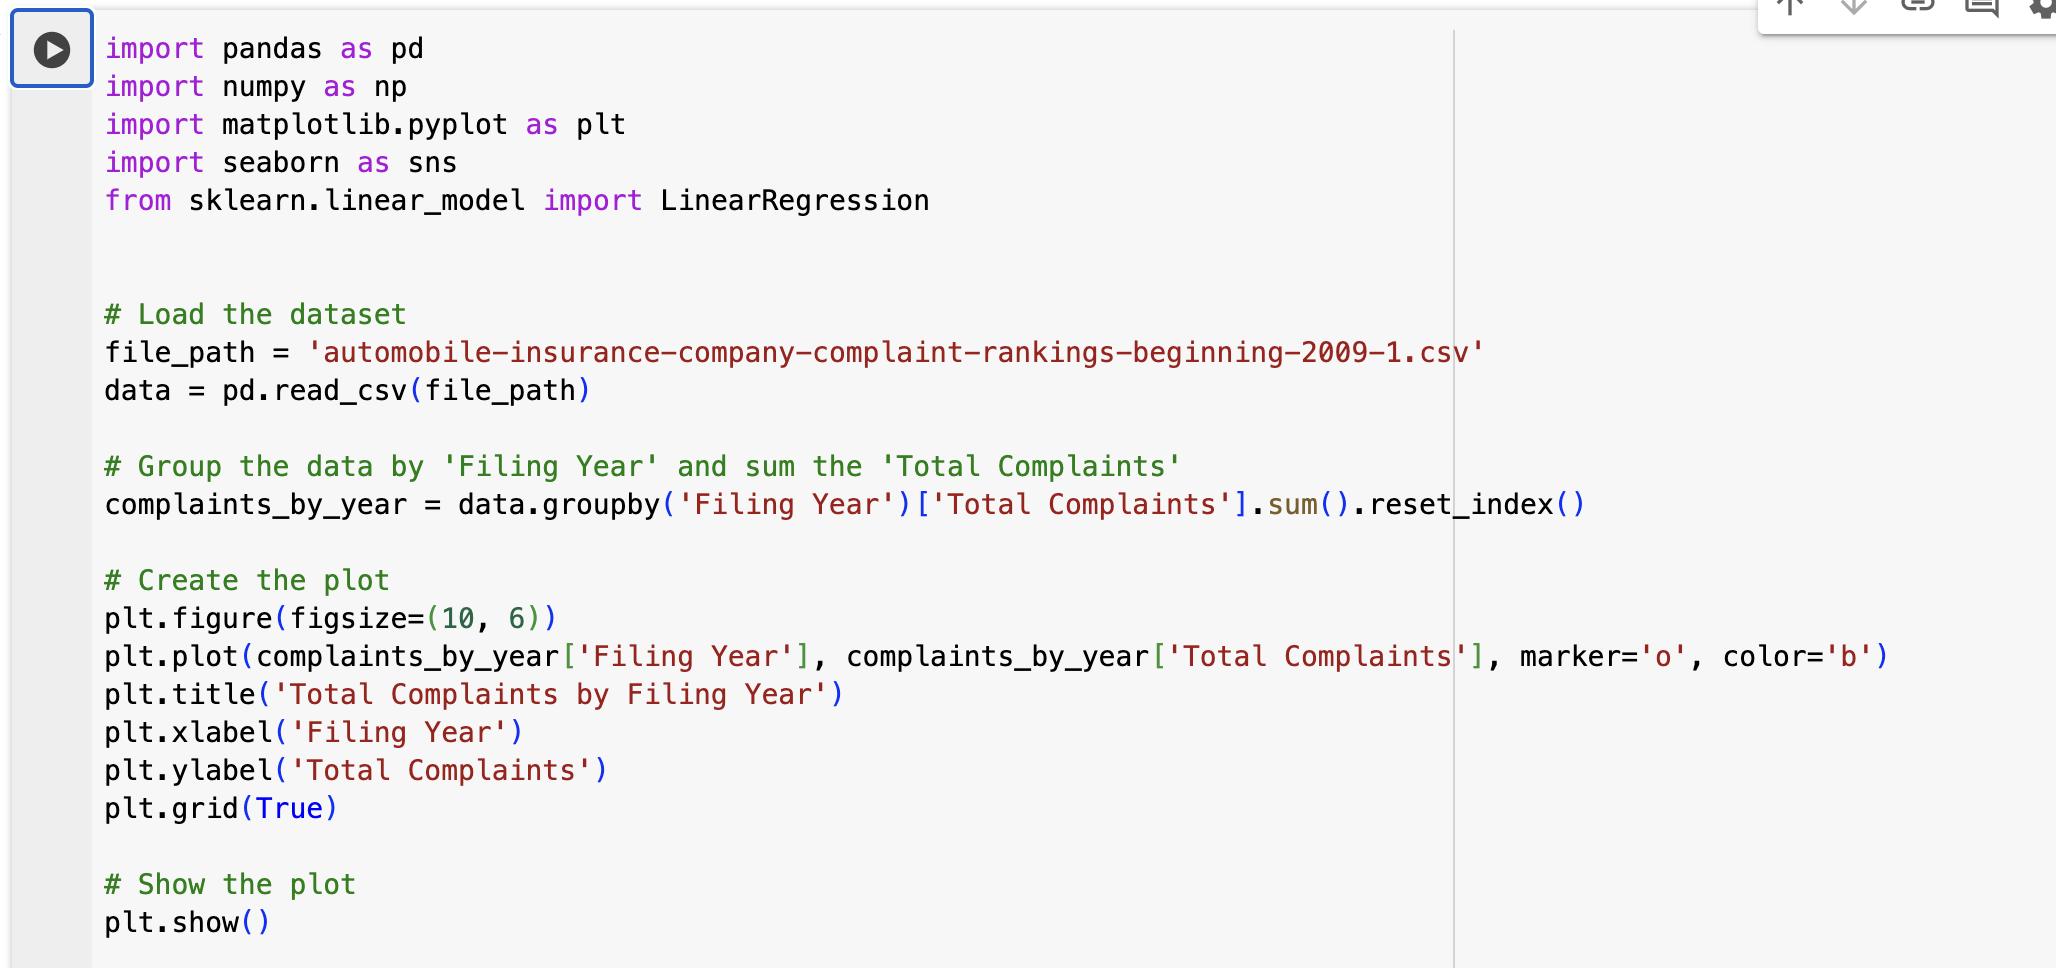 import pandas as pd
import numpy as np
import matplotlib.pyplot as plt
import seaborn as sns
from sklearn.linear_model import LinearRegression
# Load the dataset
file_path = 'automobile-insurance-company-complaint-rankings-beginning-2009-1.csv'
data = pd.read_csv(file_path)
# Group the data by 'Filing Year' and sum the 'Total Complaints'
complaints_by_year = data.groupby('Filing Year')['Total Complaints'].sum().reset_index()
# Create the plot
plt.figure(figsize=(10, 6))
plt.plot(complaints_by_year['Filing Year'], complaints_by_year['Total Complaints'], marker='o', color='b')
plt.title('Total Complaints by Filing Year')
plt.xlabel('Filing Year')
plt.ylabel('Total Complaints')
plt.grid(True)
# Show the plot
plt.show()